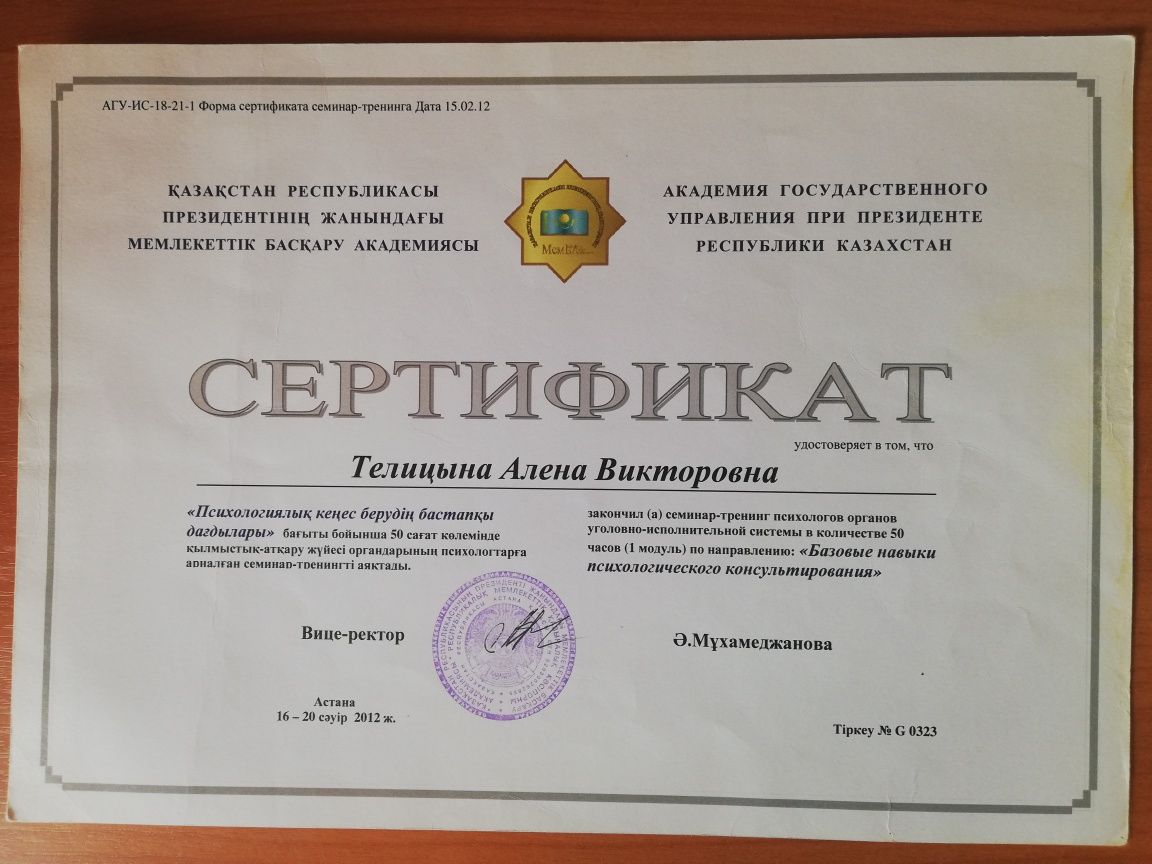 АГУ-ИС-18-21-1 Форма сертификата семинар-тренинга Дата 15.02.12
ҚАЗАҚСТАН РЕСПУБЛИКАСЫ
ПРЕЗИДЕНТІНІҢ ЖАНЫНДАҒЫ
МЕМЛЕКЕТТІК БАСҚАРУ АКАДЕМИЯСЫ
АКАДЕМИЯ ГОСУДАРСТВЕННОГО
УПРАВЛЕНИЯ ПРИ ПРЕЗИДЕНТЕ
РЕСПУБЛИКИ КАЗАХСТАН
СЕРТИФИКАТ
удостоверяет в том, что
Телицына Алена Викторовна
«Психологиялық кеңес берудің бастапқы
дағдылары» бағыты бойынша 50 сағат көлемінде
қылмыстық-атқару жүйесі органдарының психологтарға
арналған семинар-тренингті аяқтады.
закончил (а) семинар-тренинг психологов органов
уголовно-исполнительной системы в количестве 50
часов (1 модуль) по направлению: «Базовые навыки
психологического консультирования»
Вице-ректор
Ә.Мұхамеджанова
Астана
16 – 20 сәуір 2012 ж.
Тіркеу № G 0323